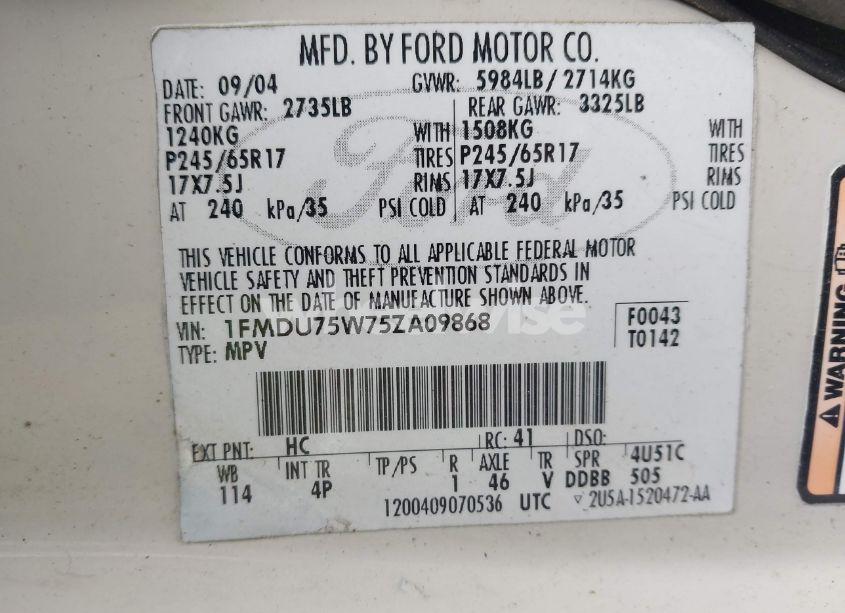 MFD. BY FORD MOTOR CO.
DATE: 09/04 GVWR: 5984LB/ 2714KG
FRONT GAWR: 2735LB REAR GAWR: 3325LB
1240KG WITH 1508KG WITH
P245/65R17 TIRES P245/65R17 TIRES
17X7.5J RIMS 17X7.5J RIMS
AT 240 kPa/35 PSI COLD AT 240 kPa/35 PSI COLD
Ford
THIS VEHICLE CONFORMS TO ALL APPLICABLE FEDERAL MOTOR
VEHICLE SAFETY AND THEFT PREVENTION STANDARDS IN
EFFECT ON THE DATE OF MANUFACTURE SHOWN ABOVE.
VIN: 1FMDU75W75ZA09868 F0043
TYPE: MPV T0142
EXT PNT: HC RC: 41 DSO:
WB INT TR TP/PS R AXLE TR SPR 4U51C
114 4P 1 46 V DDBB 505
1200409070536 UTC ▽ 2U5A-1520472-AA
WARNING